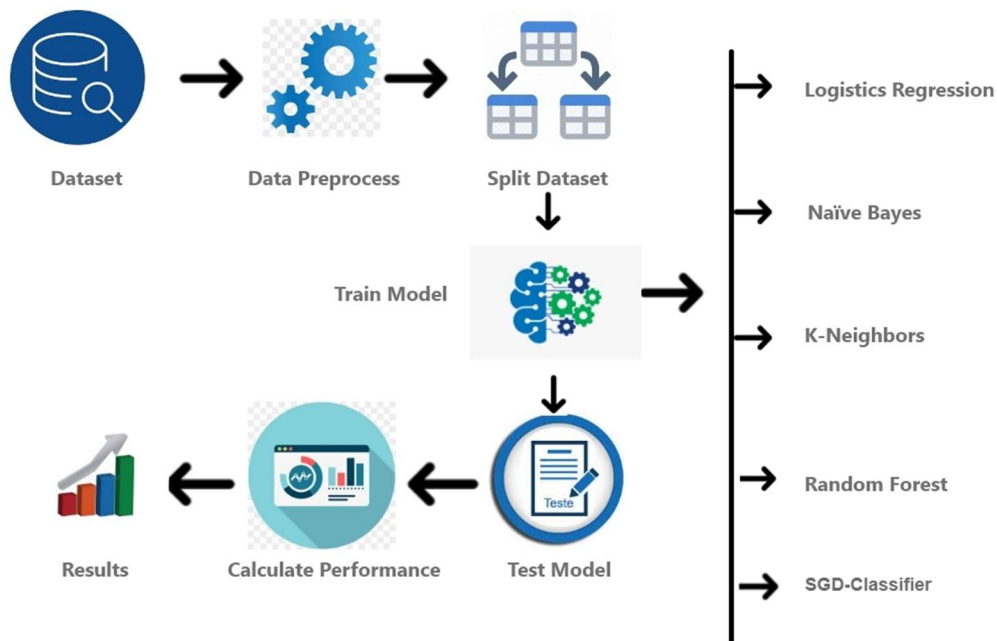 Dataset
Data Preprocess
Split Dataset
Train Model
Teste
Test Model
Calculate Performance
Results
Logistics Regression
Naïve Bayes
K-Neighbors
Random Forest
SGD-Classifier